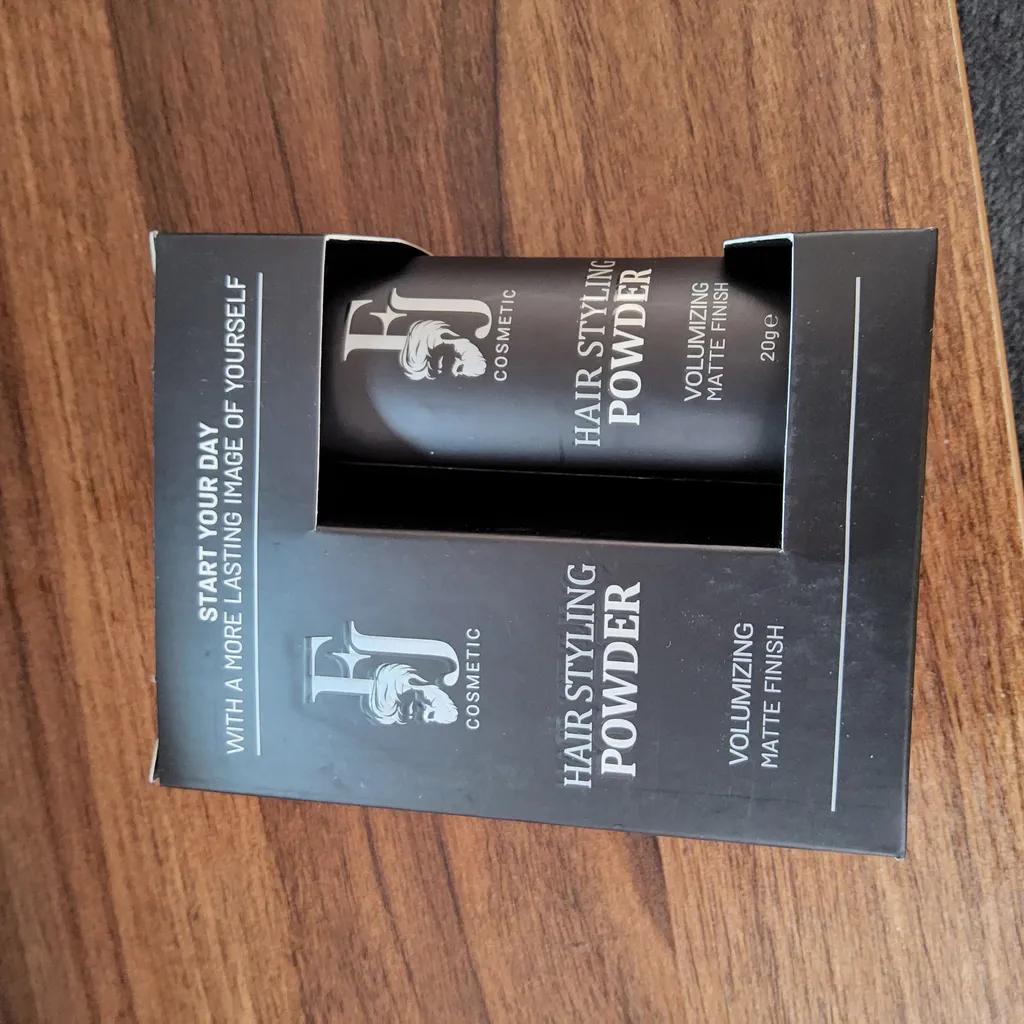 START YOUR DAY
WITH A MORE LASTING IMAGE OF YOURSELF
FJ
COSMETIC
HAIR STYLING
POWDER
VOLUMIZING
MATTE FINISH
FJ
COSMETIC
HAIR STYLING
POWDER
VOLUMIZING
MATTE FINISH
20g e